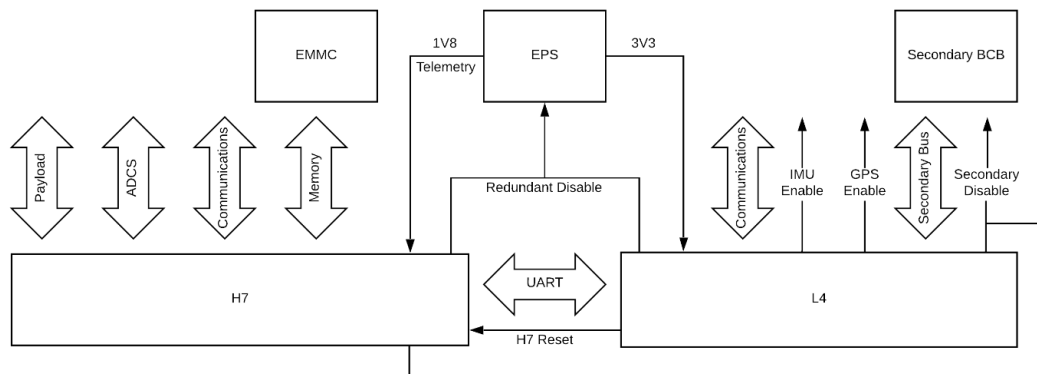 1V8
3V3
EMMC
EPS
Secondary BCB
Telemetry
Payload
ADCS
Communications
Memory
Redundant Disable
Communications
IMU
Enable
GPS
Enable
Secondary Bus
Secondary
Disable
UART
H7
L4
H7 Reset